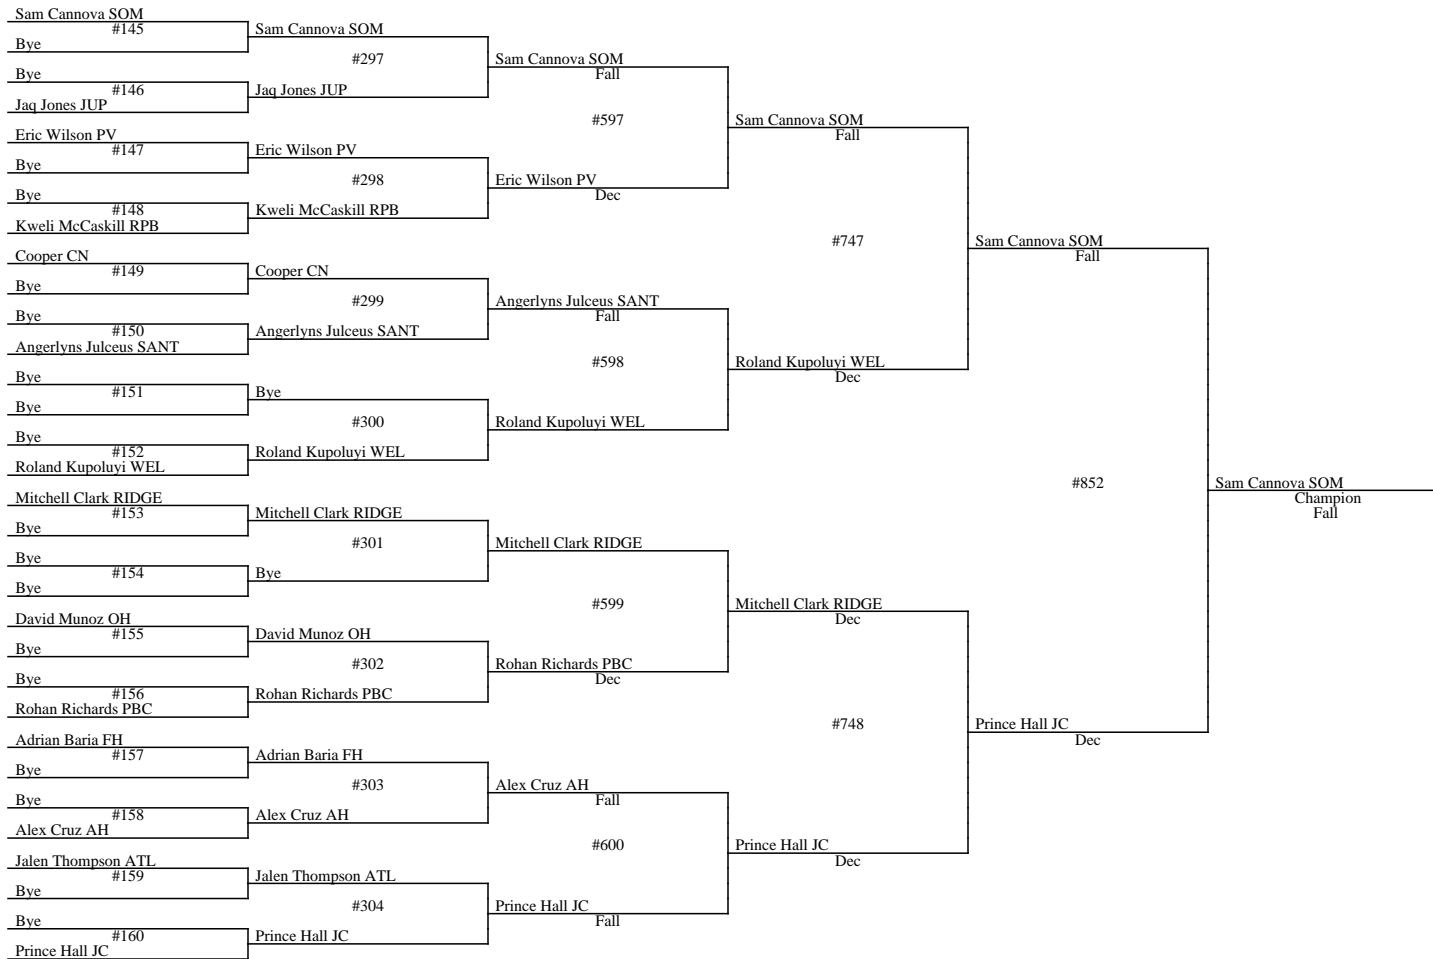 Sam Cannova SOM
#145
Bye
Bye
#146
Jaq Jones JUP
Eric Wilson PV
#147
Bye
Bye
#148
Kweli McCaskill RPB
Cooper CN
#149
Bye
Bye
#150
Angerlyns Julceus SANT
Bye
#151
Bye
Bye
#152
Roland Kupoluyi WEL
Mitchell Clark RIDGE
#153
Bye
Bye
#154
Bye
David Munoz OH
#155
Bye
Bye
#156
Rohan Richards PBC
Adrian Baria FH
#157
Bye
Bye
#158
Alex Cruz AH
Jalen Thompson ATL
#159
Bye
Bye
#160
Prince Hall JC
Sam Cannova SOM
#297
Jaq Jones JUP
Eric Wilson PV
#298
Kweli McCaskill RPB
Cooper CN
#299
Angerlyns Julceus SANT
Bye
#300
Roland Kupoluyi WEL
Mitchell Clark RIDGE
#301
Bye
David Munoz OH
#302
Rohan Richards PBC
Adrian Baria FH
#303
Alex Cruz AH
Jalen Thompson ATL
#304
Prince Hall JC
Sam Cannova SOM
Fall
#597
Eric Wilson PV
Dec
Angerlyns Julceus SANT
Fall
#598
Roland Kupoluyi WEL
Mitchell Clark RIDGE
#599
Rohan Richards PBC
Dec
Alex Cruz AH
Fall
#600
Prince Hall JC
Fall
Sam Cannova SOM
Fall
#747
Roland Kupoluyi WEL
Dec
Mitchell Clark RIDGE
Dec
#748
Prince Hall JC
Dec
Sam Cannova SOM
Fall
#852
Prince Hall JC
Dec
Sam Cannova SOM
Champion
Fall